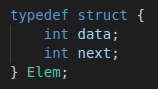 typedef struct {
    int data;
    int next;
} Elem;